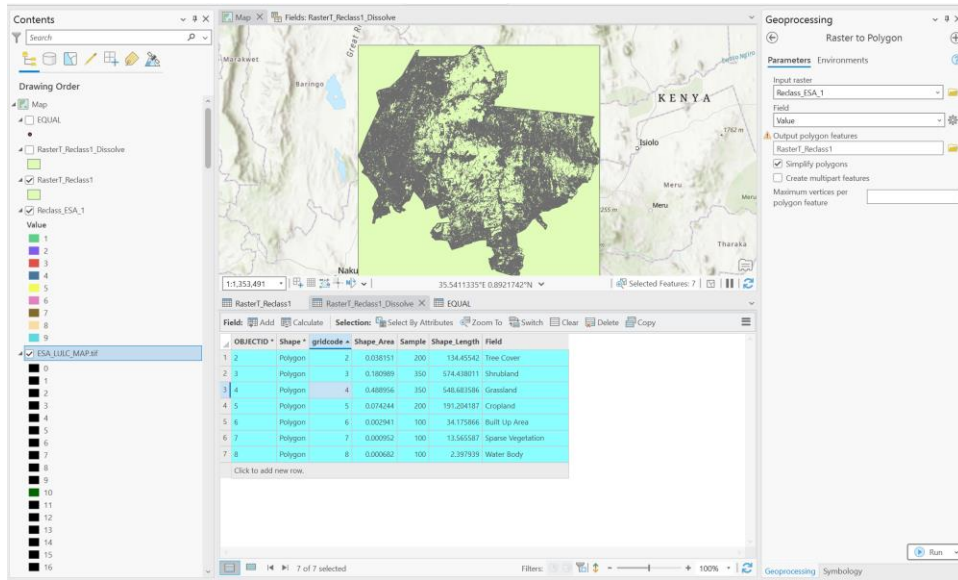 Contents
Search
Drawing Order
Map
EQUAL
RasterT_Reclass1_Dissolve
RasterT_Reclass1
Reclass_ESA_1
Value
1
2
3
4
5
6
7
8
9
ESA_LULC_MAP.tif
0
1
2
3
4
5
6
7
8
9
10
11
12
13
14
15
16
Map Fields: RasterT_Reclass1_Dissolve
Marakwet
Baringo
KENYA
Isiolo
1762 m
Meru
Meru
Meru
Tharaka
Naku
1:1,353,491 35.5411335°E 0.8921742°N Selected Features: 7
RasterT_Reclass1 RasterT_Reclass1_Dissolve EQUAL
Field: Add Calculate Selection: Select By Attributes Zoom To Switch Clear Delete Copy
OBJECTID * Shape * gridcode Shape_Area Sample Shape_Length Field
1 2 Polygon 2 0.038151 200 134.45542 Tree Cover
2 3 Polygon 3 0.180989 350 574.438011 Shrubland
3 4 Polygon 4 0.488956 350 548.683586 Grassland
4 5 Polygon 5 0.074244 200 191.204187 Cropland
5 6 Polygon 6 0.002941 100 34.175866 Built Up Area
6 7 Polygon 7 0.000952 100 13.565587 Sparse Vegetation
7 8 Polygon 8 0.000682 100 2.397939 Water Body
Click to add new row.
7 of 7 selected Filters: 100%
Geoprocessing
Raster to Polygon
Parameters Environments
Input raster
Reclass_ESA_1
Field
Value
Output polygon features
RasterT_Reclass1
Simplify polygons
Create multipart features
Maximum vertices per
polygon feature
Run
Geoprocessing Symbology